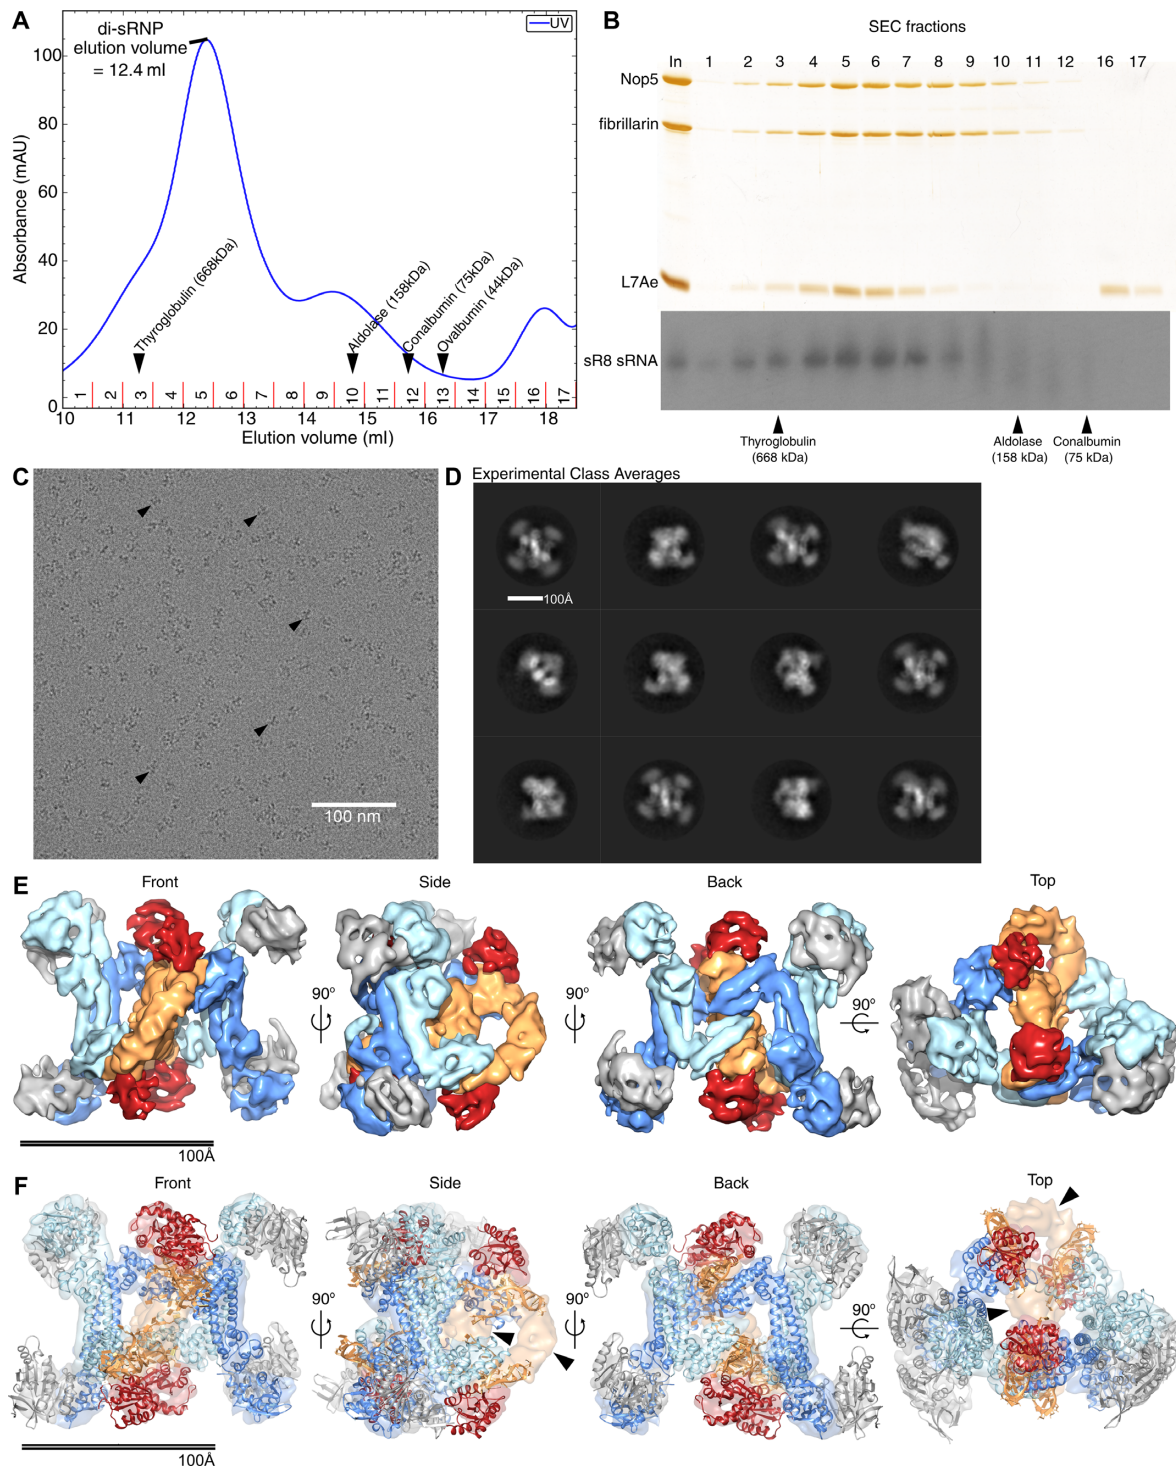 A
di-sRNP
elution volume
= 12.4 ml
UV
Absorbance (mAU)
100
80
60
40
20
0
Thyroglobulin (668kDa)
Aldolase (158kDa)
Conalbumin (75kDa)
Ovalbumin (44kDa)
1 2 3 4 5 6 7 8 9 10 11 12 13 14 15 16 17
10 11 12 13 14 15 16 17 18
Elution volume (ml)
B
SEC fractions
In 1 2 3 4 5 6 7 8 9 10 11 12 16 17
Nop5
fibrillarin
L7Ae
sR8 sRNA
Thyroglobulin Aldolase Conalbumin
(668 kDa) (158 kDa) (75 kDa)
C
100 nm
D
Experimental Class Averages
100Å
E
Front Side Back Top
90° 90° 90°
100Å
F
Front Side Back Top
90° 90° 90°
100Å